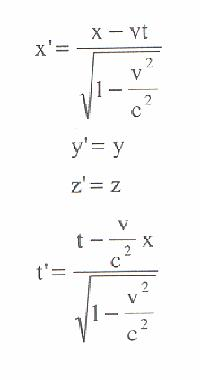 x' = (x − vt) / √(1 − v²/c²)
y' = y
z' = z
t' = (t − (v/c²) x) / √(1 − v²/c²)